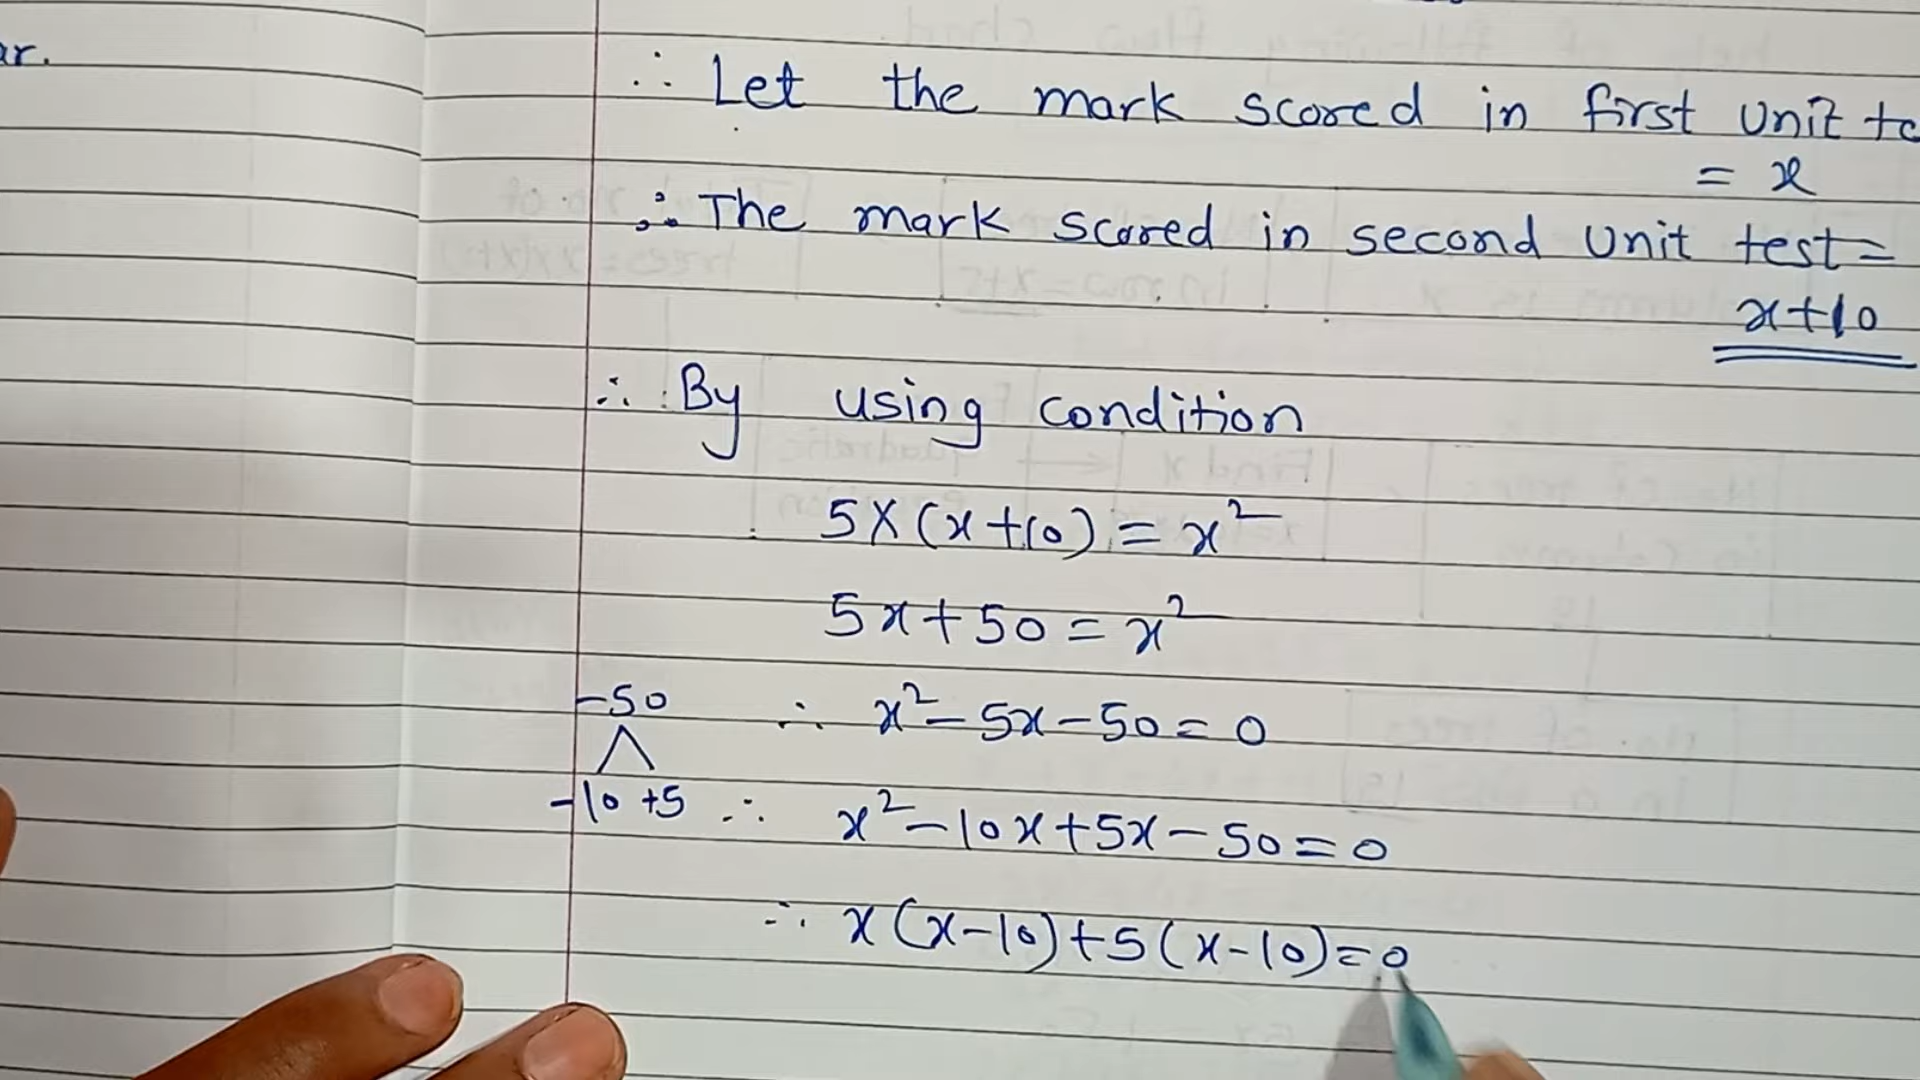 ar.
∴ Let the mark scored in first unit te
= x
∴ The mark scored in second unit test =
x+10
∴ By using condition
5×(x+10) = x²
5x+50 = x²
-50
∴ x²-5x-50=0
-10 +5
∴ x²-10x+5x-50=0
∴ x(x-10)+5(x-10)=0